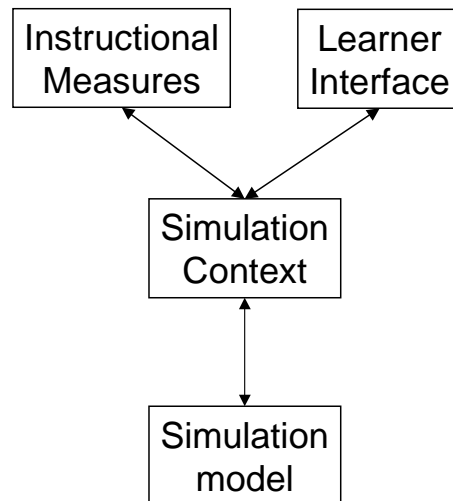 Instructional
Measures
Learner
Interface
Simulation
Context
Simulation
model